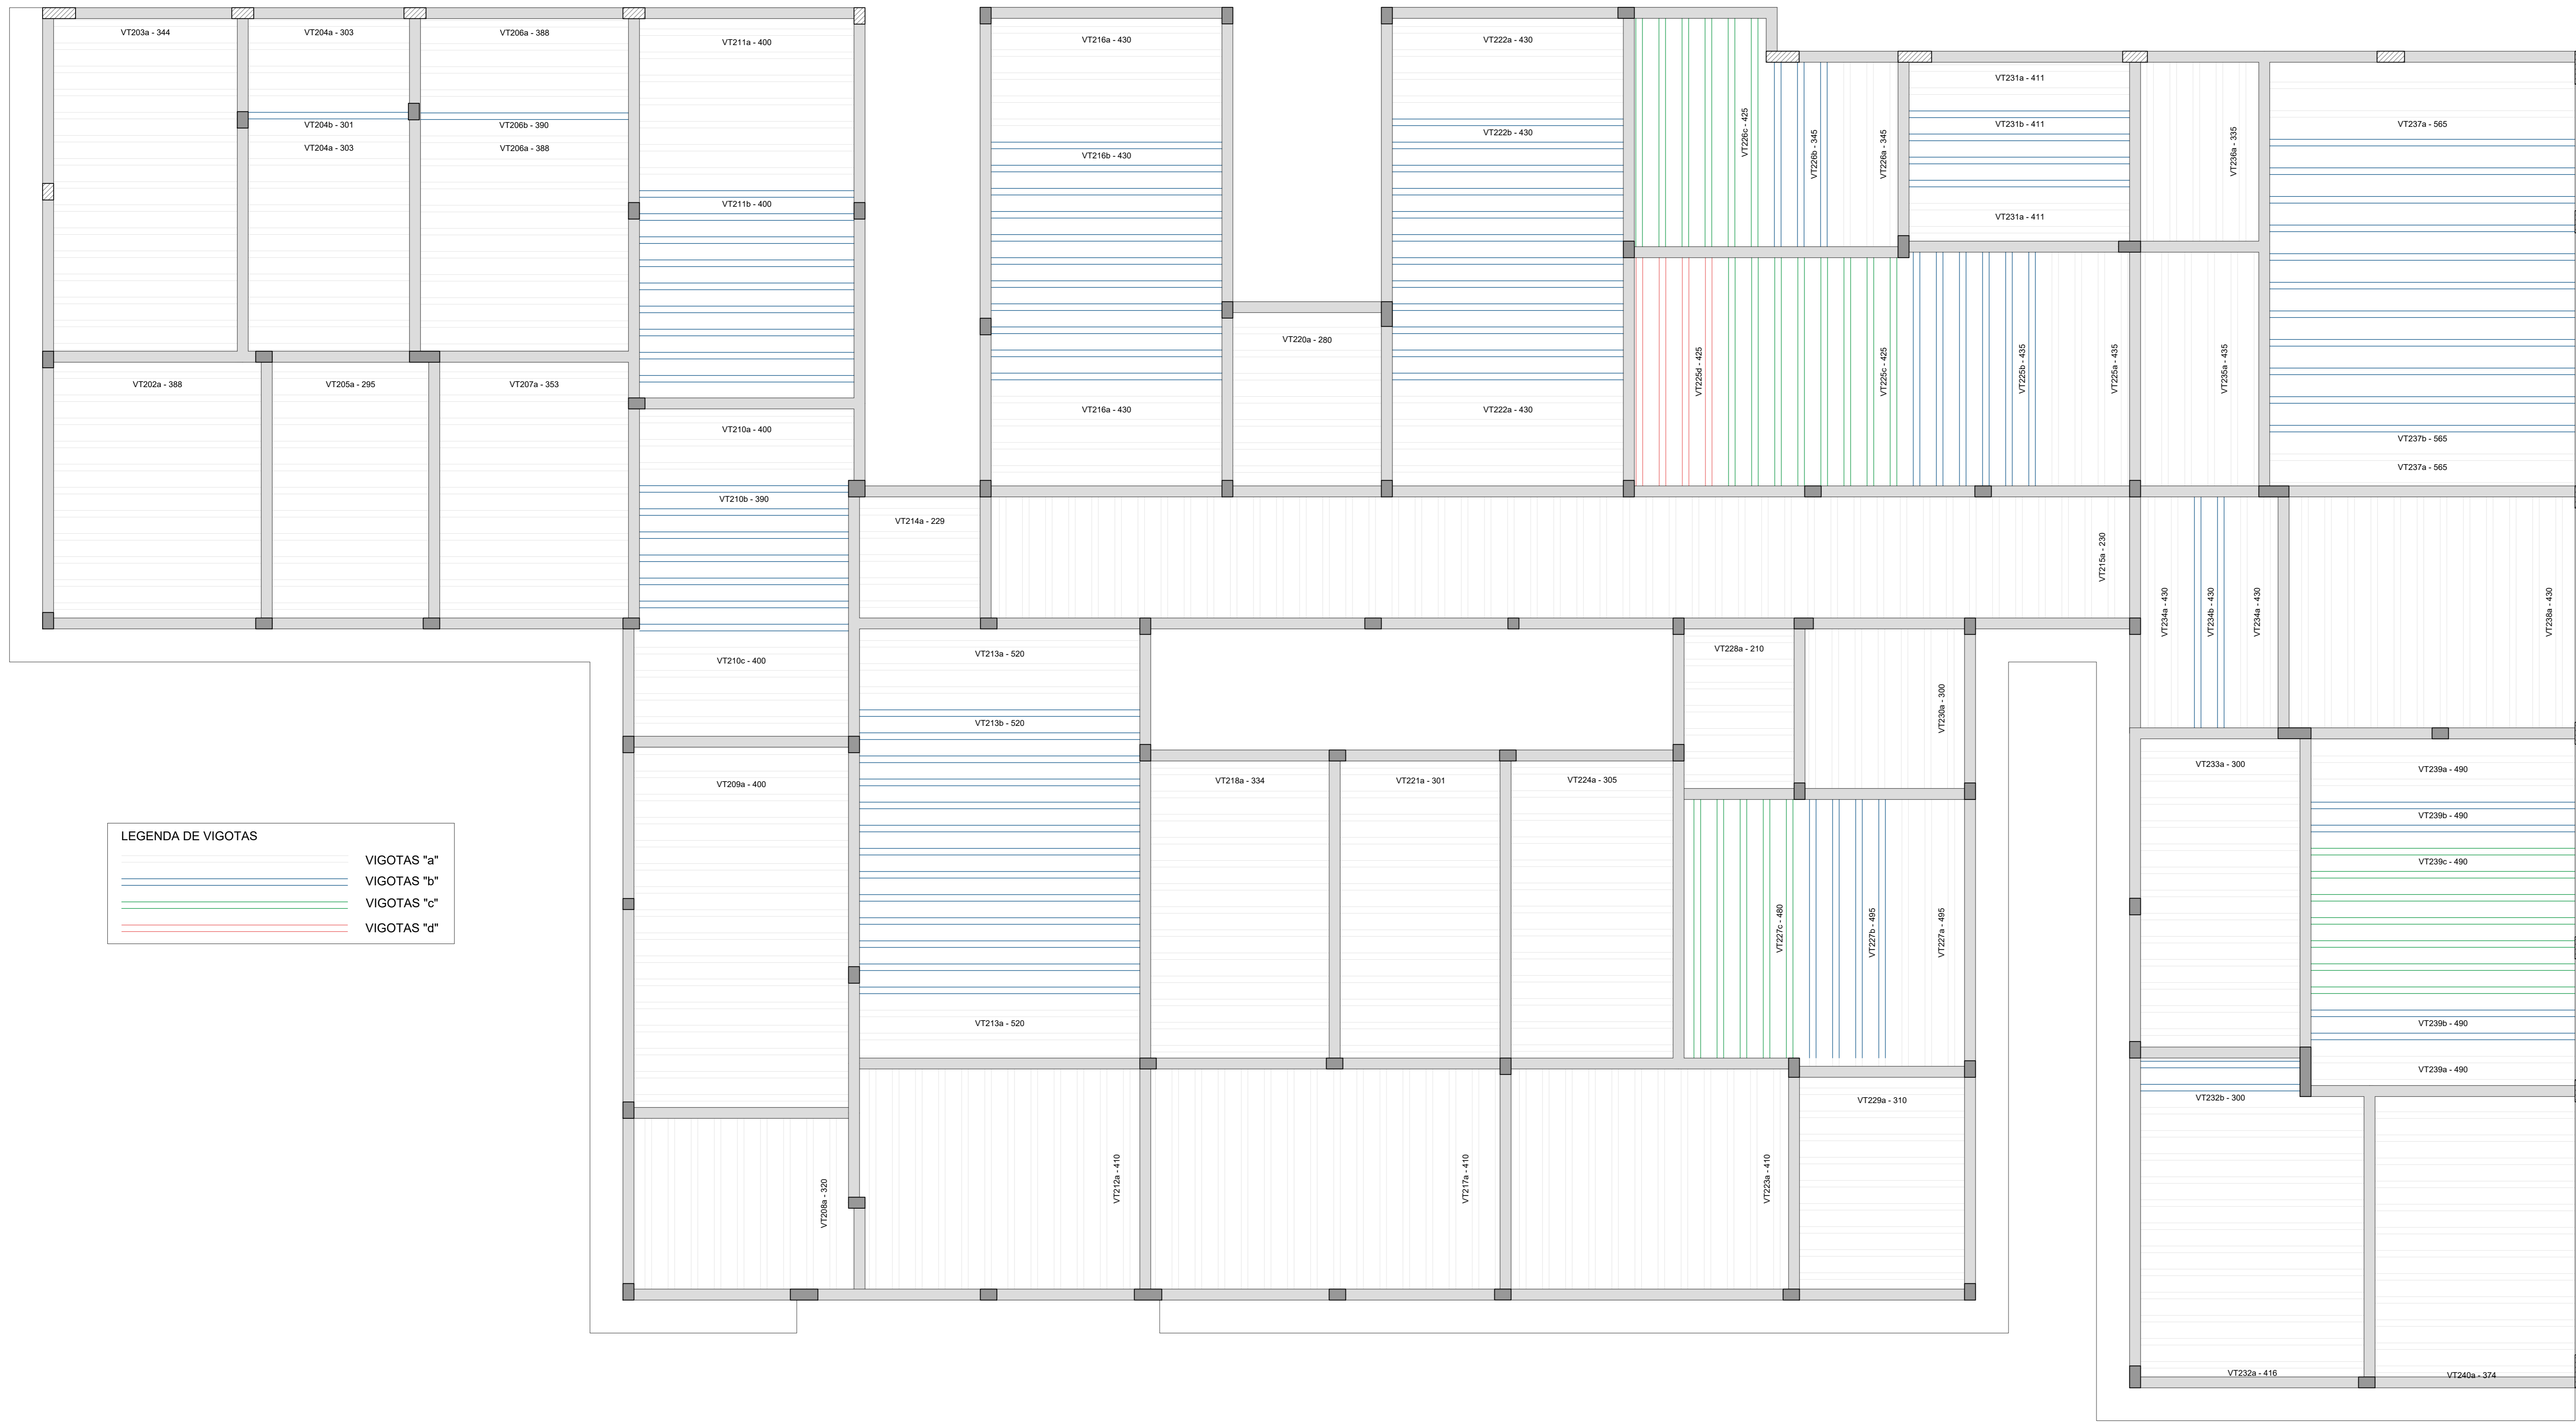 VT203a - 344
VT204a - 303
VT206a - 388
VT211a - 400
VT216a - 430
VT222a - 430
VT226c - 425
VT226b - 345
VT226a - 345
VT231a - 411
VT236a - 335
VT237a - 565
VT204b - 301
VT206b - 390
VT216b - 430
VT222b - 430
VT231b - 411
VT204a - 303
VT206a - 388
VT211b - 400
VT231a - 411
VT220a - 280
VT225d - 425
VT225c - 425
VT225b - 435
VT225a - 435
VT235a - 435
VT202a - 388
VT205a - 295
VT207a - 353
VT210a - 400
VT216a - 430
VT222a - 430
VT237b - 565
VT237a - 565
VT210b - 390
VT214a - 229
VT215a - 230
VT234a - 430
VT234b - 430
VT234a - 430
VT238a - 430
VT210c - 400
VT213a - 520
VT228a - 210
VT230a - 300
VT213b - 520
VT209a - 400
VT218a - 334
VT221a - 301
VT224a - 305
VT233a - 300
VT239a - 490
VT239b - 490
VT239c - 490
LEGENDA DE VIGOTAS
VIGOTAS "a"
VIGOTAS "b"
VIGOTAS "c"
VIGOTAS "d"
VT227c - 480
VT227b - 495
VT227a - 495
VT213a - 520
VT239b - 490
VT239a - 490
VT229a - 310
VT232b - 300
VT208a - 320
VT212a - 410
VT217a - 410
VT223a - 410
VT232a - 416
VT240a - 374